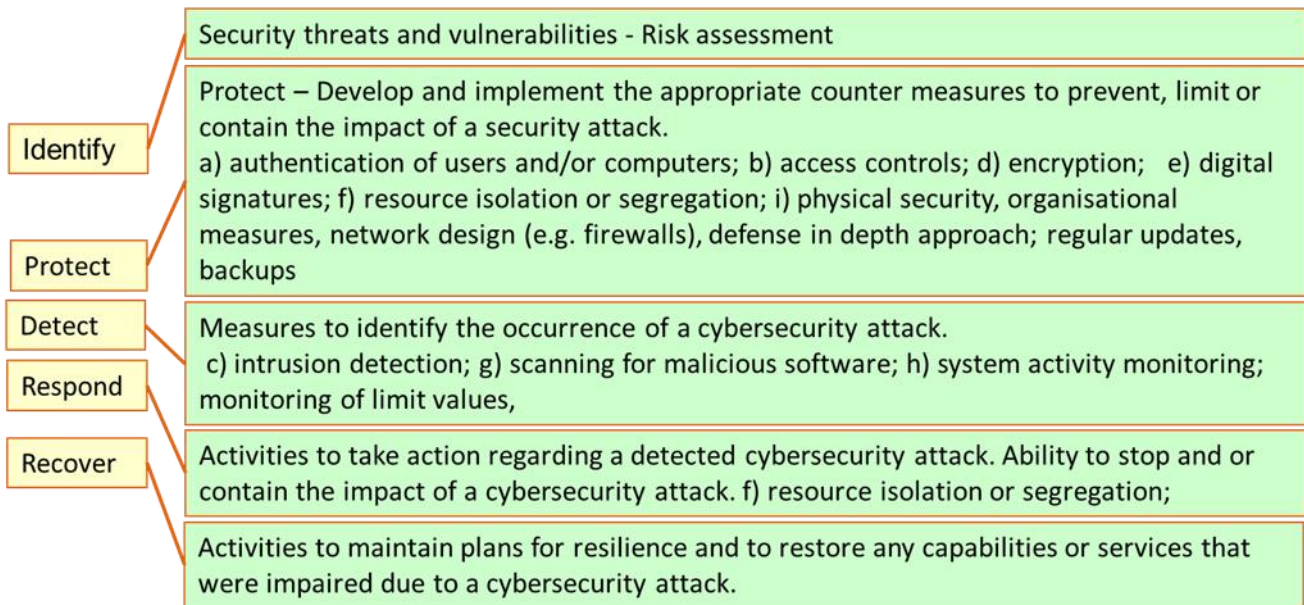 Identify
Security threats and vulnerabilities - Risk assessment
Protect
Protect – Develop and implement the appropriate counter measures to prevent, limit or
contain the impact of a security attack.
a) authentication of users and/or computers; b) access controls; d) encryption;   e) digital
signatures; f) resource isolation or segregation; i) physical security, organisational
measures, network design (e.g. firewalls), defense in depth approach; regular updates,
backups
Detect
Measures to identify the occurrence of a cybersecurity attack.
c) intrusion detection; g) scanning for malicious software; h) system activity monitoring;
monitoring of limit values,
Respond
Activities to take action regarding a detected cybersecurity attack. Ability to stop and or
contain the impact of a cybersecurity attack. f) resource isolation or segregation;
Recover
Activities to maintain plans for resilience and to restore any capabilities or services that
were impaired due to a cybersecurity attack.